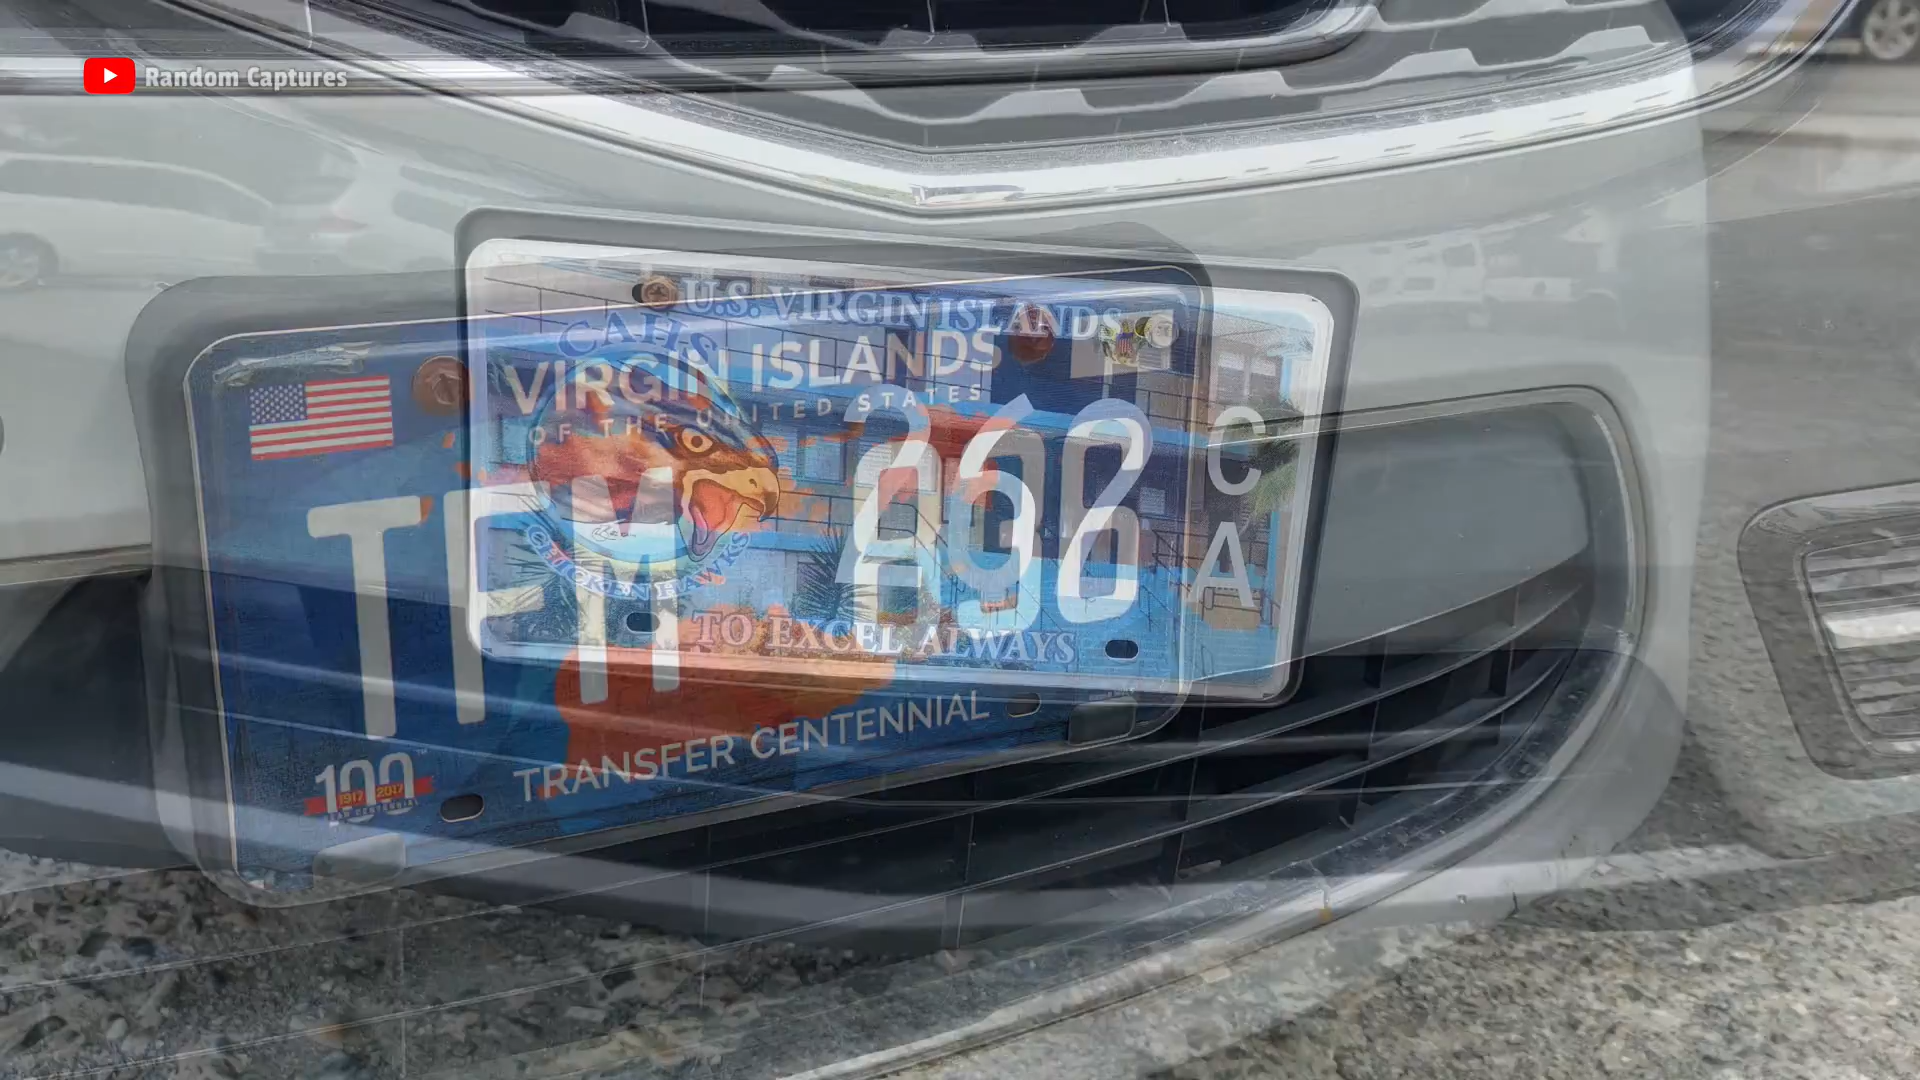 Random Captures
U.S. VIRGIN ISLANDS
CAHS
VIRGIN ISLANDS
OF THE UNITED STATES
C
A
TFM
CHICKEN HAWKS
TO EXCEL ALWAYS
TRANSFER CENTENNIAL
100
1917 2017